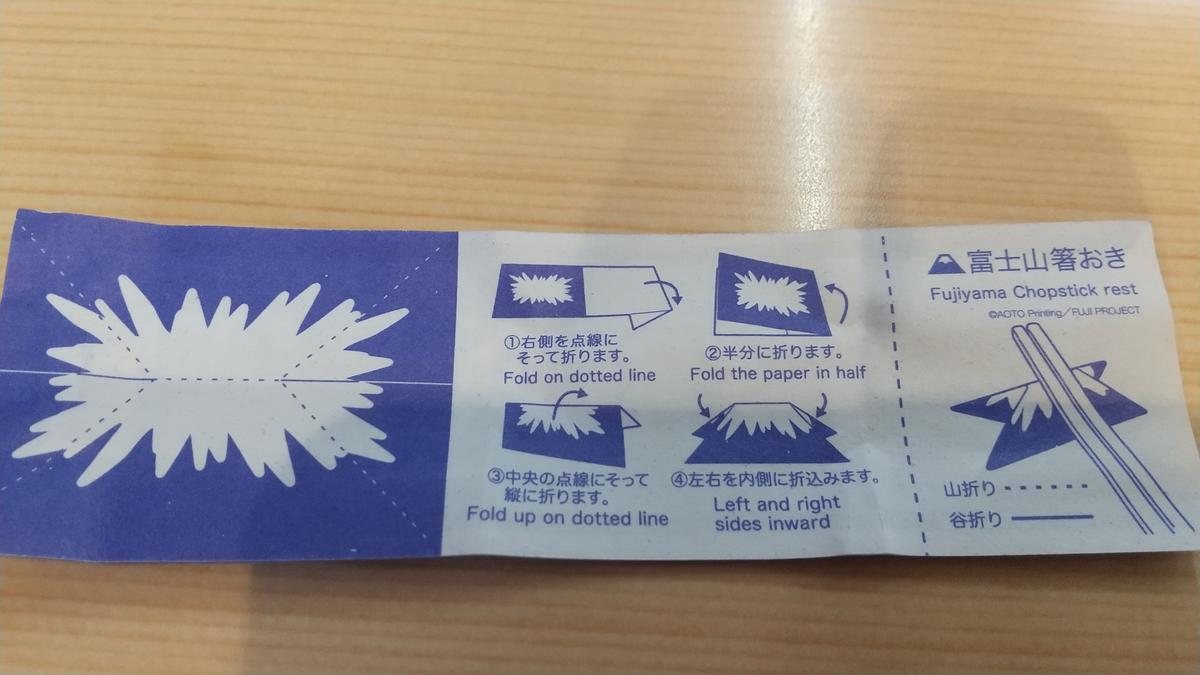 ①右側を点線に
そって折ります。
Fold on dotted line
②半分に折ります。
Fold the paper in half
③中央の点線にそって
縦に折ります。
Fold up on dotted line
④左右を内側に折込みます。
Left and right
sides inward
富士山箸おき
Fujiyama Chopstick rest
©AOTO Printing／FUJI PROJECT
山折り
谷折り